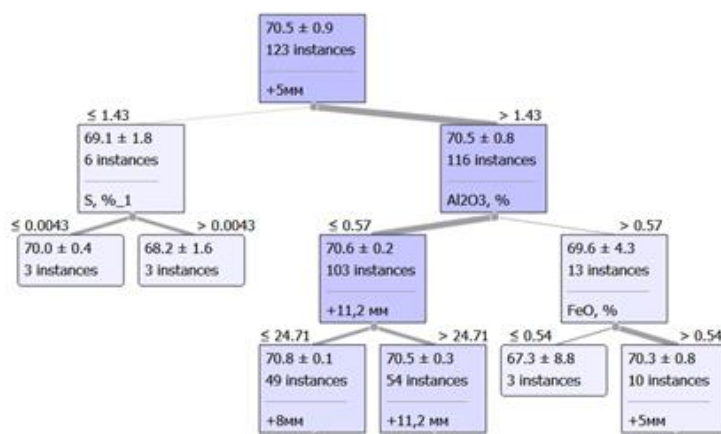 70.5 ± 0.9
123 instances
+5мм
≤ 1.43
> 1.43
69.1 ± 1.8
6 instances
S, %_1
70.5 ± 0.8
116 instances
Al2O3, %
≤ 0.0043
> 0.0043
≤ 0.57
> 0.57
70.0 ± 0.4
3 instances
68.2 ± 1.6
3 instances
70.6 ± 0.2
103 instances
+11,2 мм
69.6 ± 4.3
13 instances
FeO, %
≤ 24.71
> 24.71
≤ 0.54
> 0.54
70.8 ± 0.1
49 instances
+8мм
70.5 ± 0.3
54 instances
+11,2 мм
67.3 ± 8.8
3 instances
70.3 ± 0.8
10 instances
+5мм